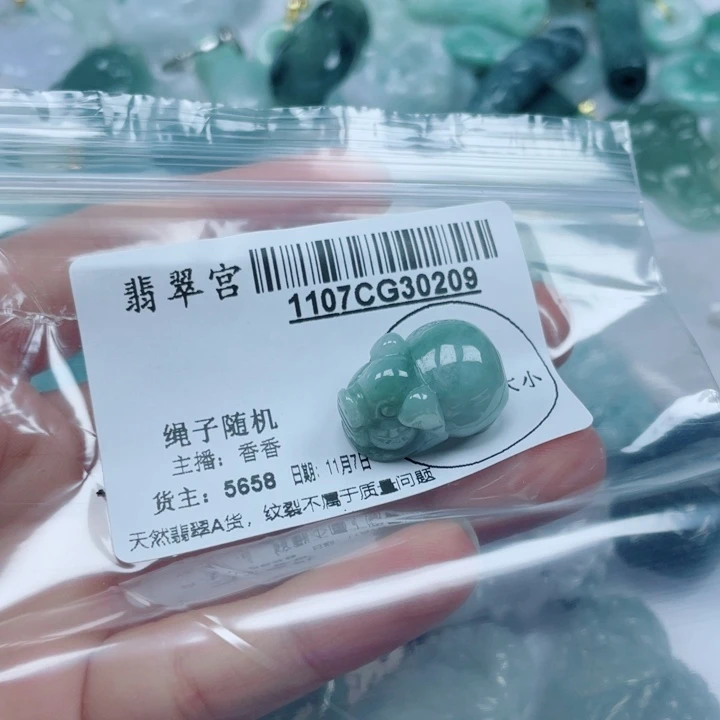 翡翠宫
1107CG30209
大小
绳子随机
主播：香香
货主：5658 日期：11月7日
天然翡翠A货，纹裂不属于质量问题